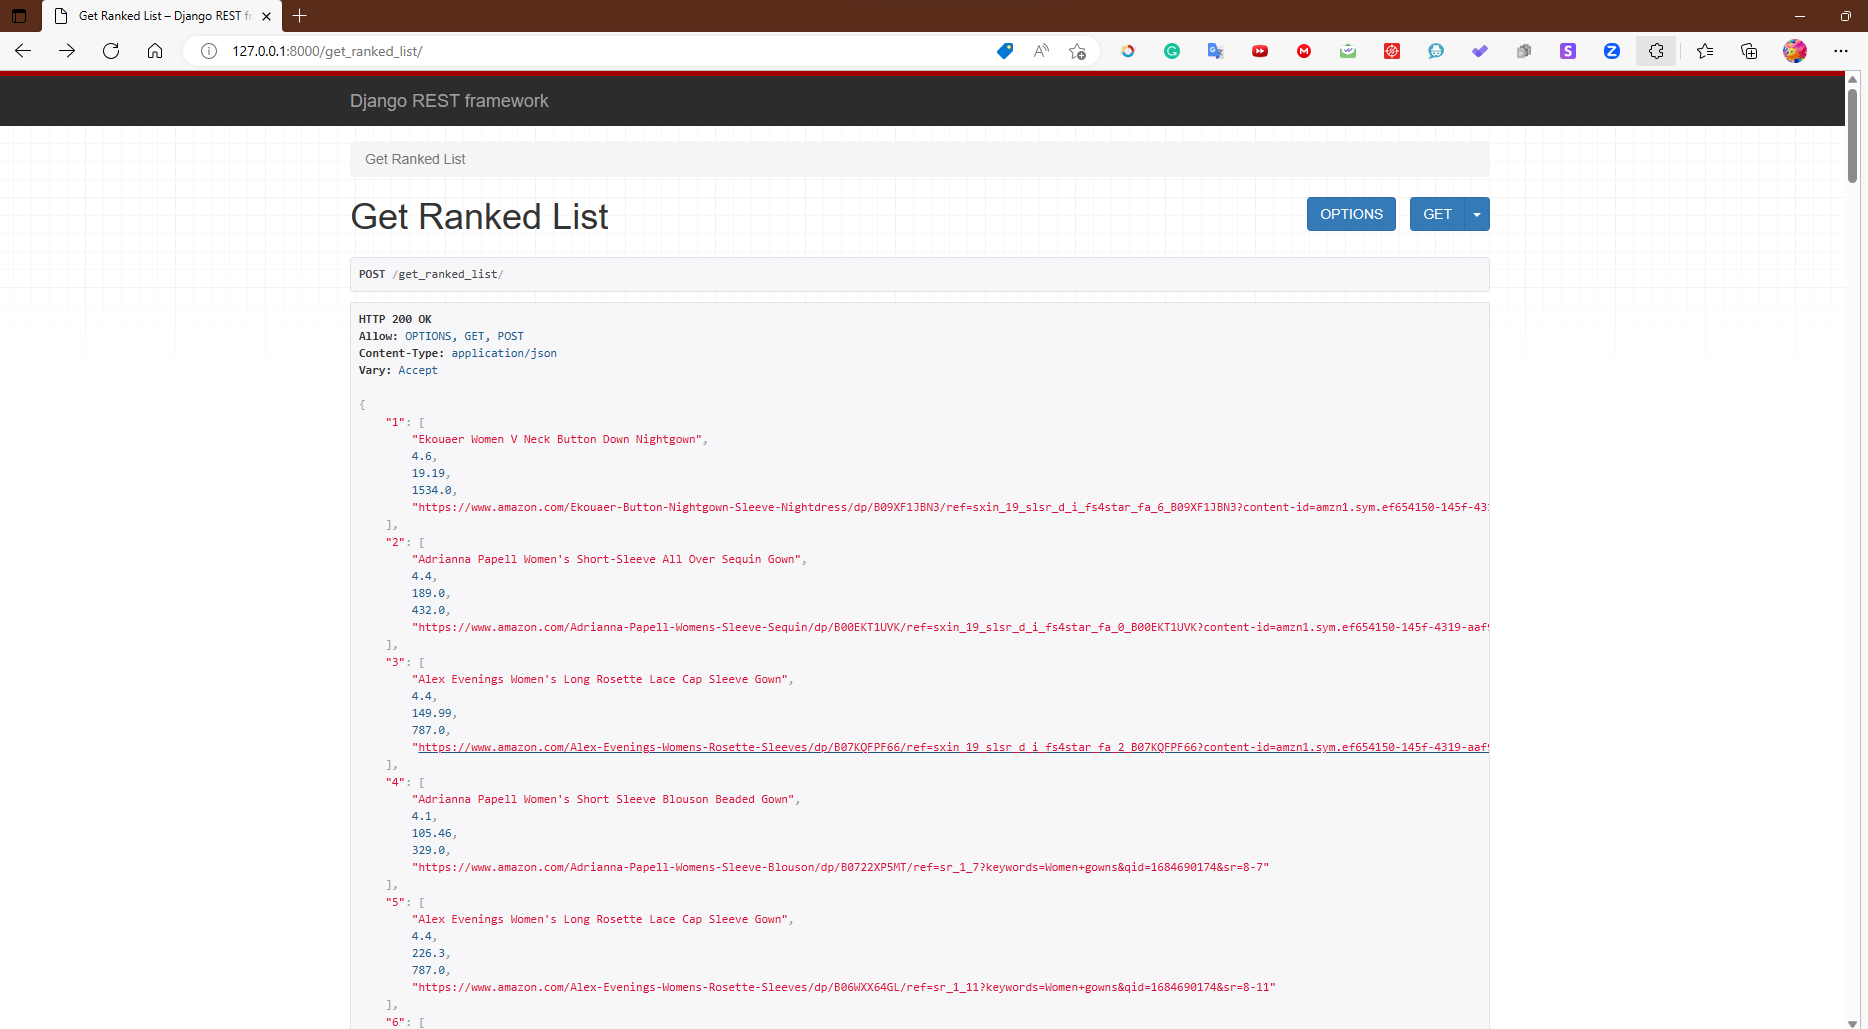 Get Ranked List – Django REST fr
127.0.0.1:8000/get_ranked_list/
Django REST framework
Get Ranked List
Get Ranked List
OPTIONS
GET
POST /get_ranked_list/
HTTP 200 OK
Allow: OPTIONS, GET, POST
Content-Type: application/json
Vary: Accept
{
"1": [
"Ekouaer Women V Neck Button Down Nightgown",
4.6,
19.19,
1534.0,
"https://www.amazon.com/Ekouaer-Button-Nightgown-Sleeve-Nightdress/dp/B09XF1JBN3/ref=sxin_19_slsr_d_i_fs4star_fa_6_B09XF1JBN3?content-id=amzn1.sym.ef654150-145f-431
],
"2": [
"Adrianna Papell Women's Short-Sleeve All Over Sequin Gown",
4.4,
189.0,
432.0,
"https://www.amazon.com/Adrianna-Papell-Womens-Sleeve-Sequin/dp/B00EKT1UVK/ref=sxin_19_slsr_d_i_fs4star_fa_0_B00EKT1UVK?content-id=amzn1.sym.ef654150-145f-4319-aaf9
],
"3": [
"Alex Evenings Women's Long Rosette Lace Cap Sleeve Gown",
4.4,
149.99,
787.0,
"https://www.amazon.com/Alex-Evenings-Womens-Rosette-Sleeves/dp/B07KQFPF66/ref=sxin_19_slsr_d_i_fs4star_fa_2_B07KQFPF66?content-id=amzn1.sym.ef654150-145f-4319-aaf9
],
"4": [
"Adrianna Papell Women's Short Sleeve Blouson Beaded Gown",
4.1,
105.46,
329.0,
"https://www.amazon.com/Adrianna-Papell-Womens-Sleeve-Blouson/dp/B0722XP5MT/ref=sr_1_7?keywords=Women+gowns&qid=1684690174&sr=8-7"
],
"5": [
"Alex Evenings Women's Long Rosette Lace Cap Sleeve Gown",
4.4,
226.3,
787.0,
"https://www.amazon.com/Alex-Evenings-Womens-Rosette-Sleeves/dp/B06WXX64GL/ref=sr_1_11?keywords=Women+gowns&qid=1684690174&sr=8-11"
],
"6": [